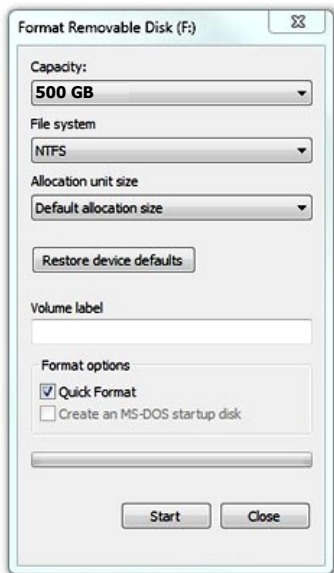 Format Removable Disk (F:)
Capacity:
500 GB
File system
NTFS
Allocation unit size
Default allocation size
Restore device defaults
Volume label
Format options
Quick Format
Create an MS-DOS startup disk
Start Close